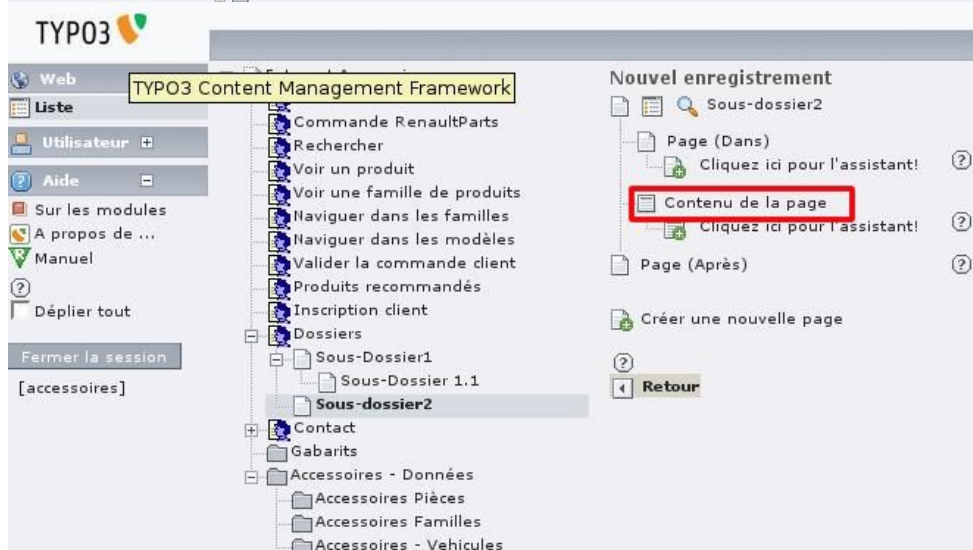 TYPO3
Web
Liste
Utilisateur
Aide
Sur les modules
A propos de ...
Manuel
Déplier tout
Fermer la session
[accessoires]
TYPO3 Content Management Framework
Commande RenaultParts
Rechercher
Voir un produit
Voir une famille de produits
Naviguer dans les familles
Naviguer dans les modèles
Valider la commande client
Produits recommandés
Inscription client
Dossiers
Sous-Dossier1
Sous-Dossier 1.1
Sous-dossier2
Contact
Gabarits
Accessoires - Données
Accessoires Pièces
Accessoires Familles
Accessoires - Vehicules
Nouvel enregistrement
Sous-dossier2
Page (Dans)
Cliquez ici pour l'assistant!
Contenu de la page
Cliquez ici pour l'assistant!
Page (Après)
Créer une nouvelle page
Retour